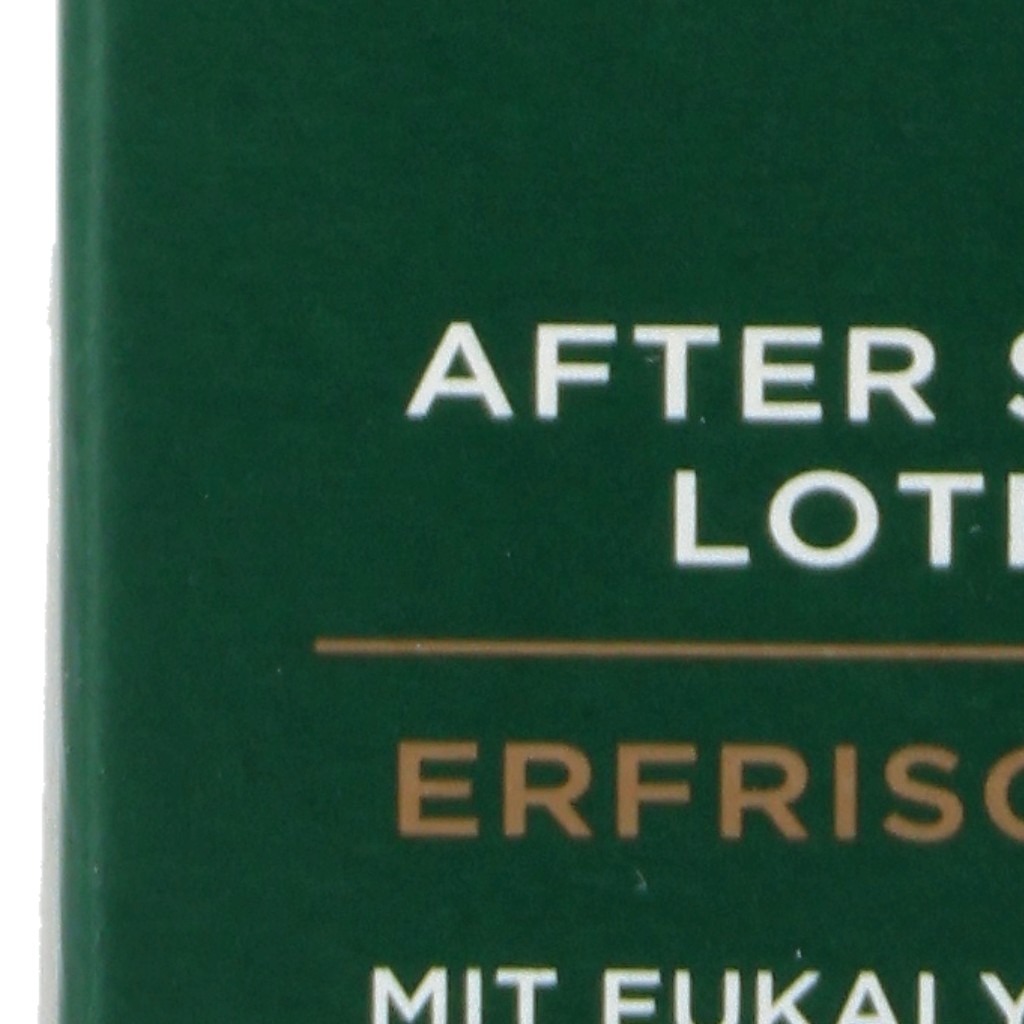 AFTER S
LOTI
ERFRISC
MIT EUKALY